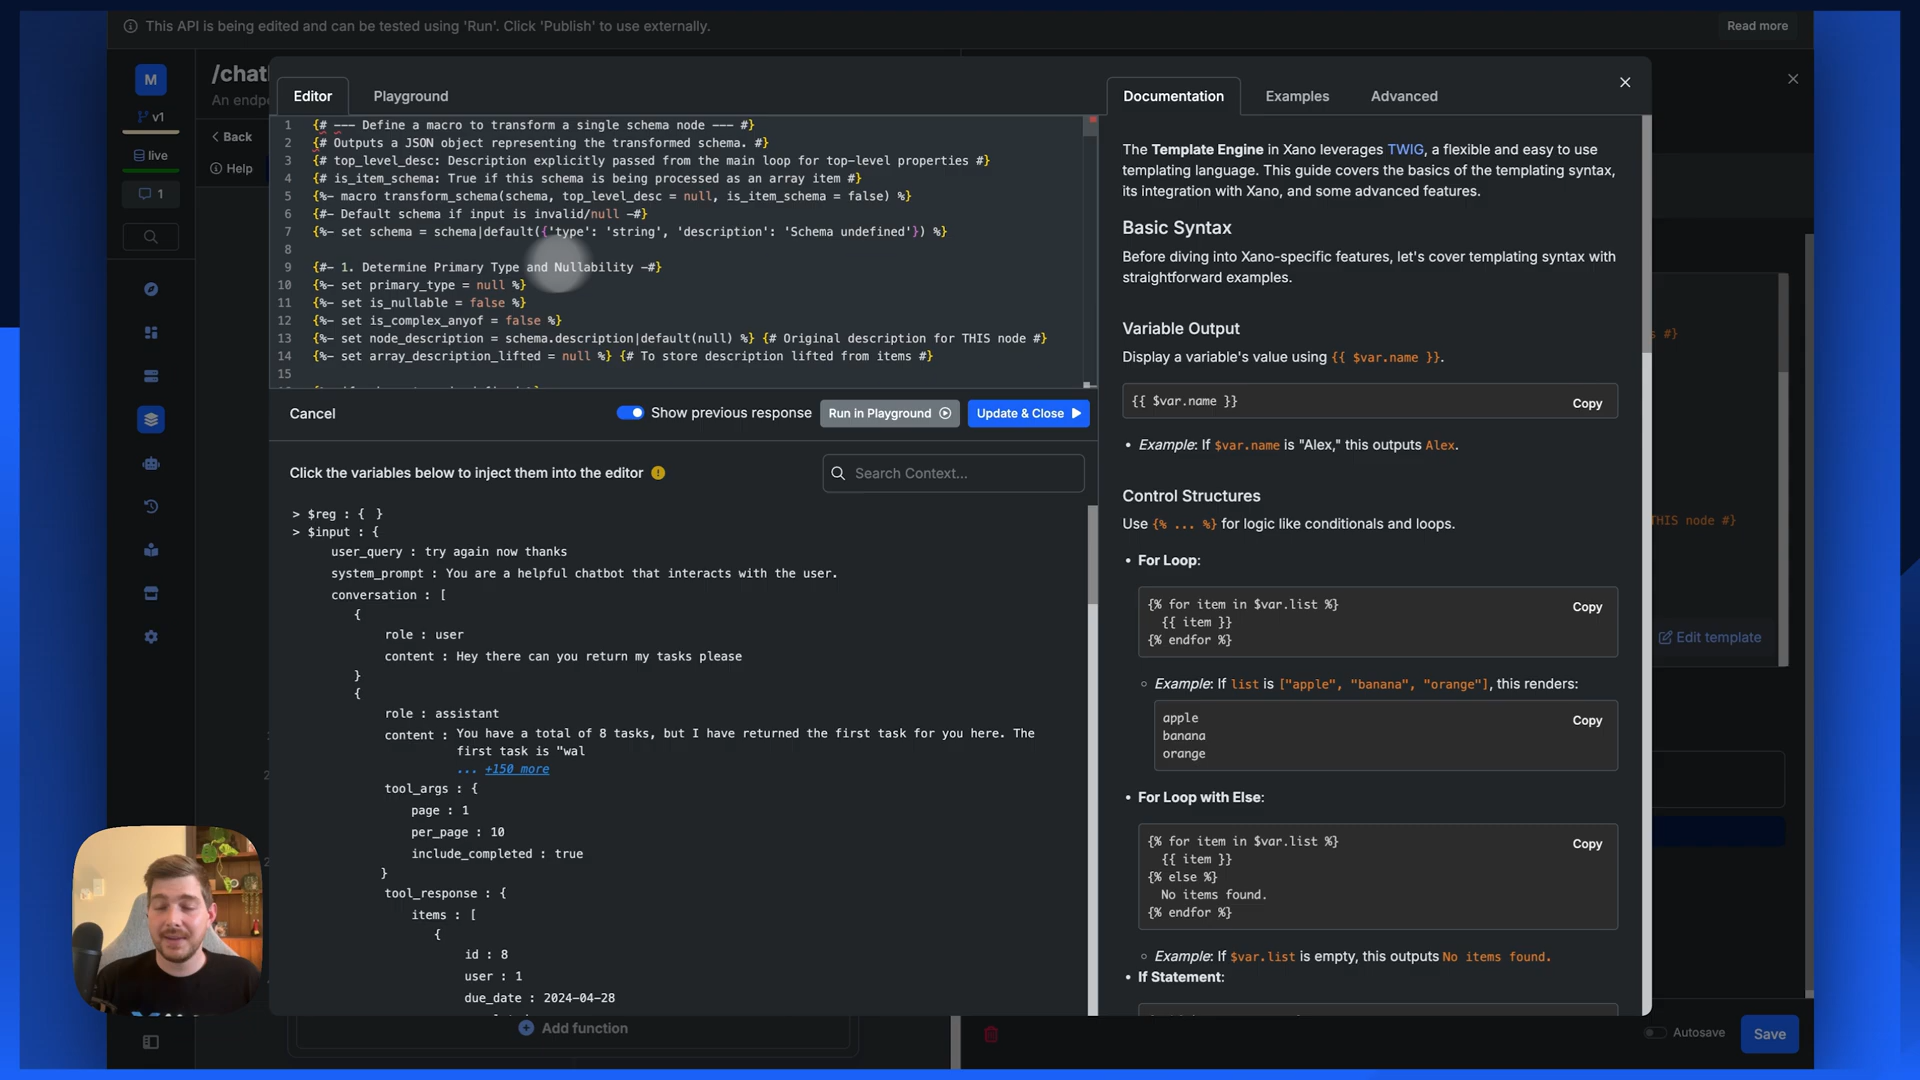 This API is being edited and can be tested using 'Run'. Click 'Publish' to use externally.
Read more
M
v1
live
1
/chat
An endp
Back
Help
Editor
Playground
1 {# --- Define a macro to transform a single schema node --- #}
2 {# Outputs a JSON object representing the transformed schema. #}
3 {# top_level_desc: Description explicitly passed from the main loop for top-level properties #}
4 {# is_item_schema: True if this schema is being processed as an array item #}
5 {%- macro transform_schema(schema, top_level_desc = null, is_item_schema = false) %}
6 {#- Default schema if input is invalid/null -#}
7 {%- set schema = schema|default({'type': 'string', 'description': 'Schema undefined'}) %}
8
9 {#- 1. Determine Primary Type and Nullability -#}
10 {%- set primary_type = null %}
11 {%- set is_nullable = false %}
12 {%- set is_complex_anyof = false %}
13 {%- set node_description = schema.description|default(null) %} {# Original description for THIS node #}
14 {%- set array_description_lifted = null %} {# To store description lifted from items #}
15
Cancel
Show previous response
Run in Playground
Update & Close
Click the variables below to inject them into the editor
Search Context...
> $reg : { }
> $input : {
user_query : try again now thanks
system_prompt : You are a helpful chatbot that interacts with the user.
conversation : [
{
role : user
content : Hey there can you return my tasks please
}
{
role : assistant
content : You have a total of 8 tasks, but I have returned the first task for you here. The
first task is "wal
... +150 more
tool_args : {
page : 1
per_page : 10
include_completed : true
}
tool_response : {
items : [
{
id : 8
user : 1
due_date : 2024-04-28
Add function
Documentation
Examples
Advanced
The Template Engine in Xano leverages TWIG, a flexible and easy to use
templating language. This guide covers the basics of the templating syntax,
its integration with Xano, and some advanced features.
Basic Syntax
Before diving into Xano-specific features, let's cover templating syntax with
straightforward examples.
Variable Output
Display a variable's value using {{ $var.name }}.
{{ $var.name }}
Copy
• Example: If $var.name is "Alex," this outputs Alex.
Control Structures
Use {% ... %} for logic like conditionals and loops.
• For Loop:
{% for item in $var.list %}
Copy
{{ item }}
{% endfor %}
Example: If list is ["apple", "banana", "orange"], this renders:
apple
Copy
banana
orange
• For Loop with Else:
{% for item in $var.list %}
Copy
{{ item }}
{% else %}
No items found.
{% endfor %}
Example: If $var.list is empty, this outputs No items found.
• If Statement:
s #}
THIS node #}
Edit template
Autosave
Save